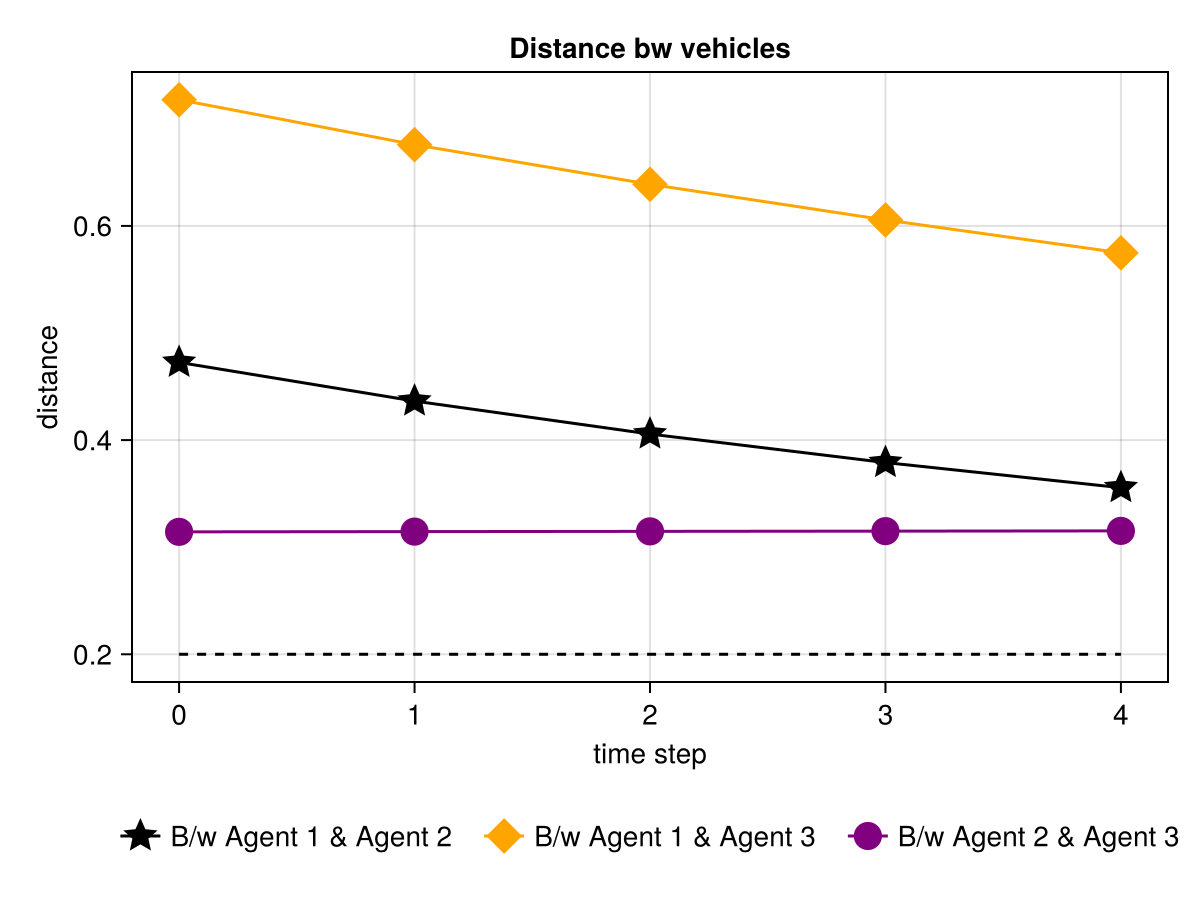 Distance bw vehicles
distance
0.6
0.4
0.2
0 1 2 3 4
time step
B/w Agent 1 & Agent 2 B/w Agent 1 & Agent 3 B/w Agent 2 & Agent 3